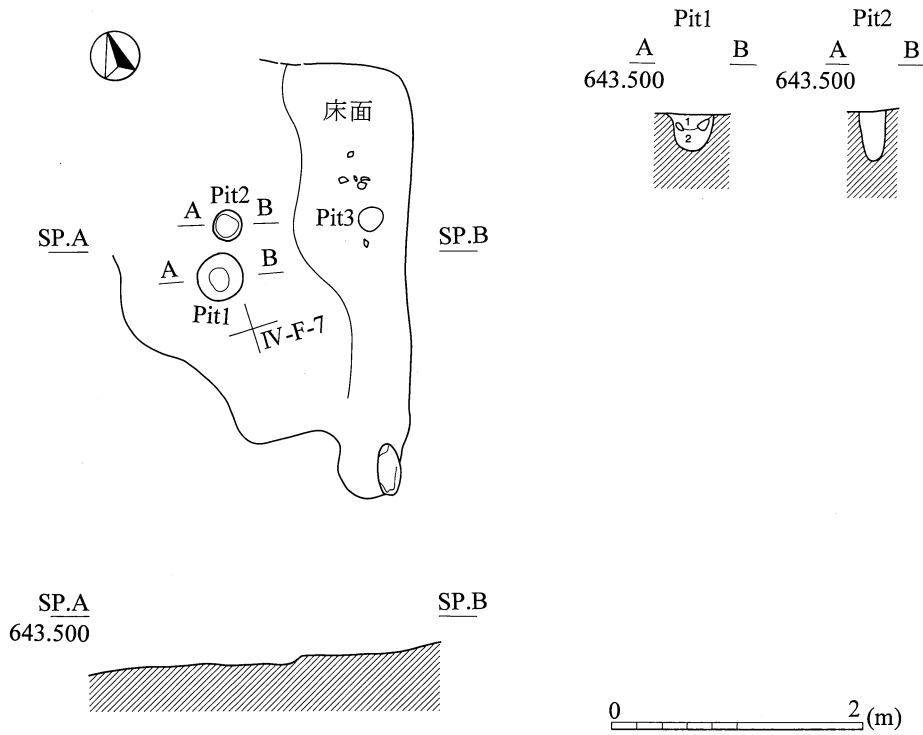 床面
Pit2
A B
Pit3
SP.A SP.B
A B
Pit1
IV-F-7
Pit1
A B
643.500
1
2
Pit2
A B
643.500
SP.A SP.B
643.500
0 2 (m)